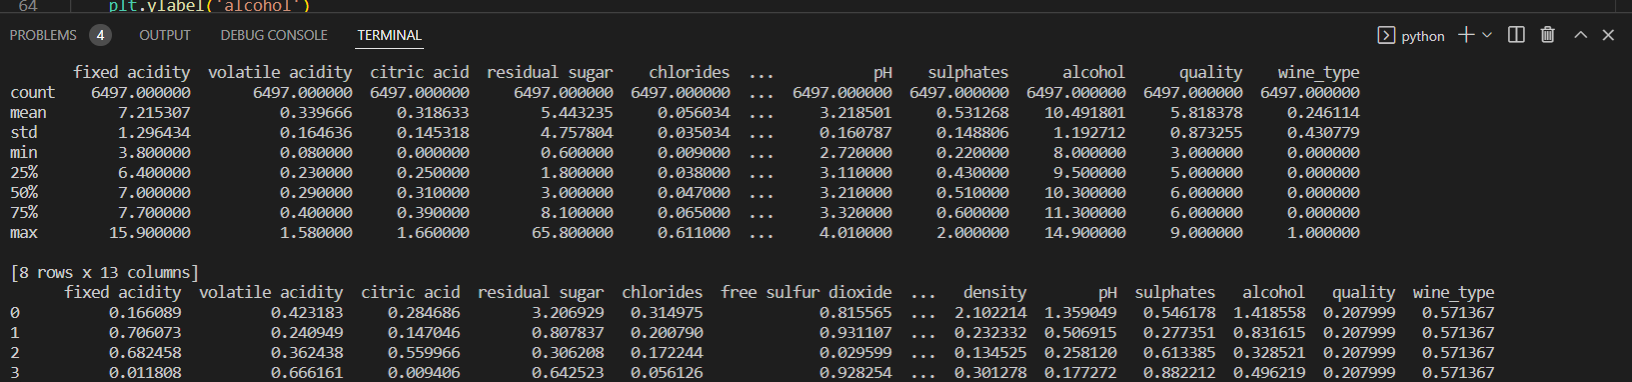 64 plt.ylabel('alcohol')
PROBLEMS 4 OUTPUT DEBUG CONSOLE TERMINAL python
fixed acidity volatile acidity citric acid residual sugar chlorides ... pH sulphates alcohol quality wine_type
count 6497.000000 6497.000000 6497.000000 6497.000000 6497.000000 ... 6497.000000 6497.000000 6497.000000 6497.000000 6497.000000
mean 7.215307 0.339666 0.318633 5.443235 0.056034 ... 3.218501 0.531268 10.491801 5.818378 0.246114
std 1.296434 0.164636 0.145318 4.757804 0.035034 ... 0.160787 0.148806 1.192712 0.873255 0.430779
min 3.800000 0.080000 0.000000 0.600000 0.009000 ... 2.720000 0.220000 8.000000 3.000000 0.000000
25% 6.400000 0.230000 0.250000 1.800000 0.038000 ... 3.110000 0.430000 9.500000 5.000000 0.000000
50% 7.000000 0.290000 0.310000 3.000000 0.047000 ... 3.210000 0.510000 10.300000 6.000000 0.000000
75% 7.700000 0.400000 0.390000 8.100000 0.065000 ... 3.320000 0.600000 11.300000 6.000000 0.000000
max 15.900000 1.580000 1.660000 65.800000 0.611000 ... 4.010000 2.000000 14.900000 9.000000 1.000000
[8 rows x 13 columns]
fixed acidity volatile acidity citric acid residual sugar chlorides free sulfur dioxide ... density pH sulphates alcohol quality wine_type
0 0.166089 0.423183 0.284686 3.206929 0.314975 0.815565 ... 2.102214 1.359049 0.546178 1.418558 0.207999 0.571367
1 0.706073 0.240949 0.147046 0.807837 0.200790 0.931107 ... 0.232332 0.506915 0.277351 0.831615 0.207999 0.571367
2 0.682458 0.362438 0.559966 0.306208 0.172244 0.029599 ... 0.134525 0.258120 0.613385 0.328521 0.207999 0.571367
3 0.011808 0.666161 0.009406 0.642523 0.056126 0.928254 ... 0.301278 0.177272 0.882212 0.496219 0.207999 0.571367